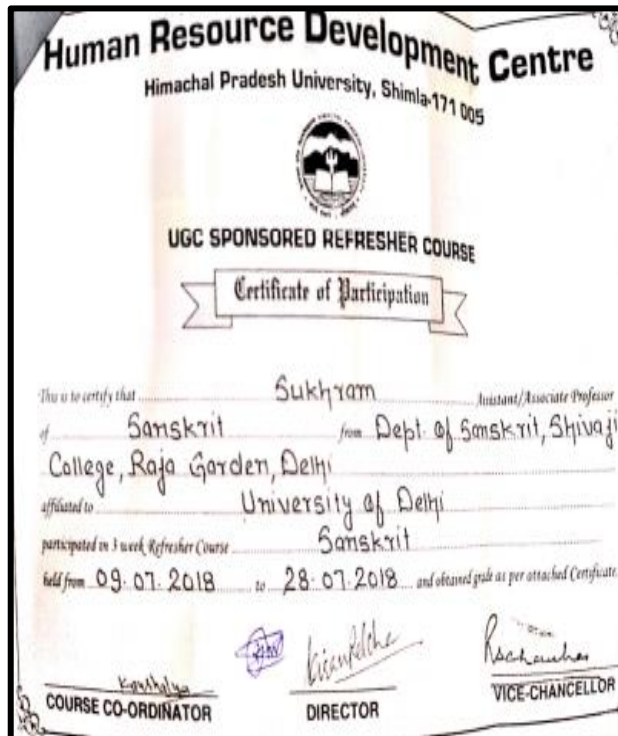 Human Resource Development Centre
Himachal Pradesh University, Shimla-171 005
UGC SPONSORED REFRESHER COURSE
Certificate of Participation
This is to certify that Sukhram Assistant/Associate Professor
of Sanskrit from Dept. of Sanskrit, Shivaji
College, Raja Garden, Delhi
affiliated to University of Delhi
participated in 3 week Refresher Course Sanskrit
held from 09.07.2018 to 28.07.2018 and obtained grade as per attached Certificate.
COURSE CO-ORDINATOR DIRECTOR VICE-CHANCELLOR